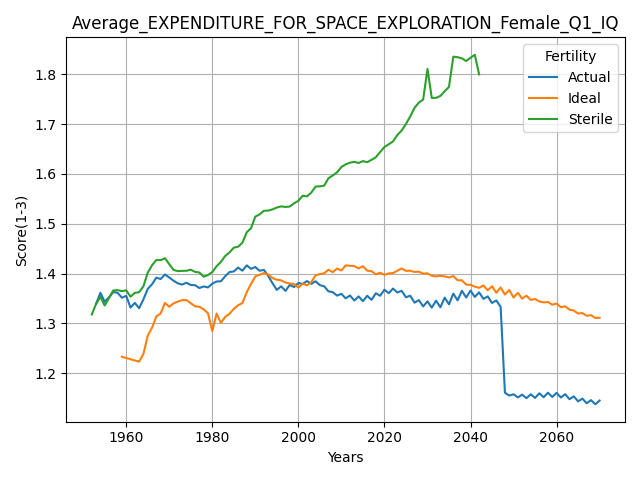 Average_EXPENDITURE_FOR_SPACE_EXPLORATION_Female_Q1_IQ
Fertility
Actual
Ideal
Sterile
Score(1-3)
1.8
1.7
1.6
1.5
1.4
1.3
1.2
1960 1980 2000 2020 2040 2060
Years